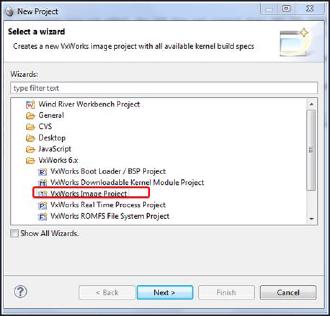 New Project
Select a wizard
Creates a new VxWorks image project with all available kernel build specs
Wizards:
type filter text
Wind River Workbench Project
General
CVS
Desktop
JavaScript
VxWorks 6.x
VxWorks Boot Loader / BSP Project
VxWorks Downloadable Kernel Module Project
VxWorks Image Project
VxWorks Real Time Process Project
VxWorks ROMFS File System Project
Show All Wizards.
< Back
Next >
Finish
Cancel